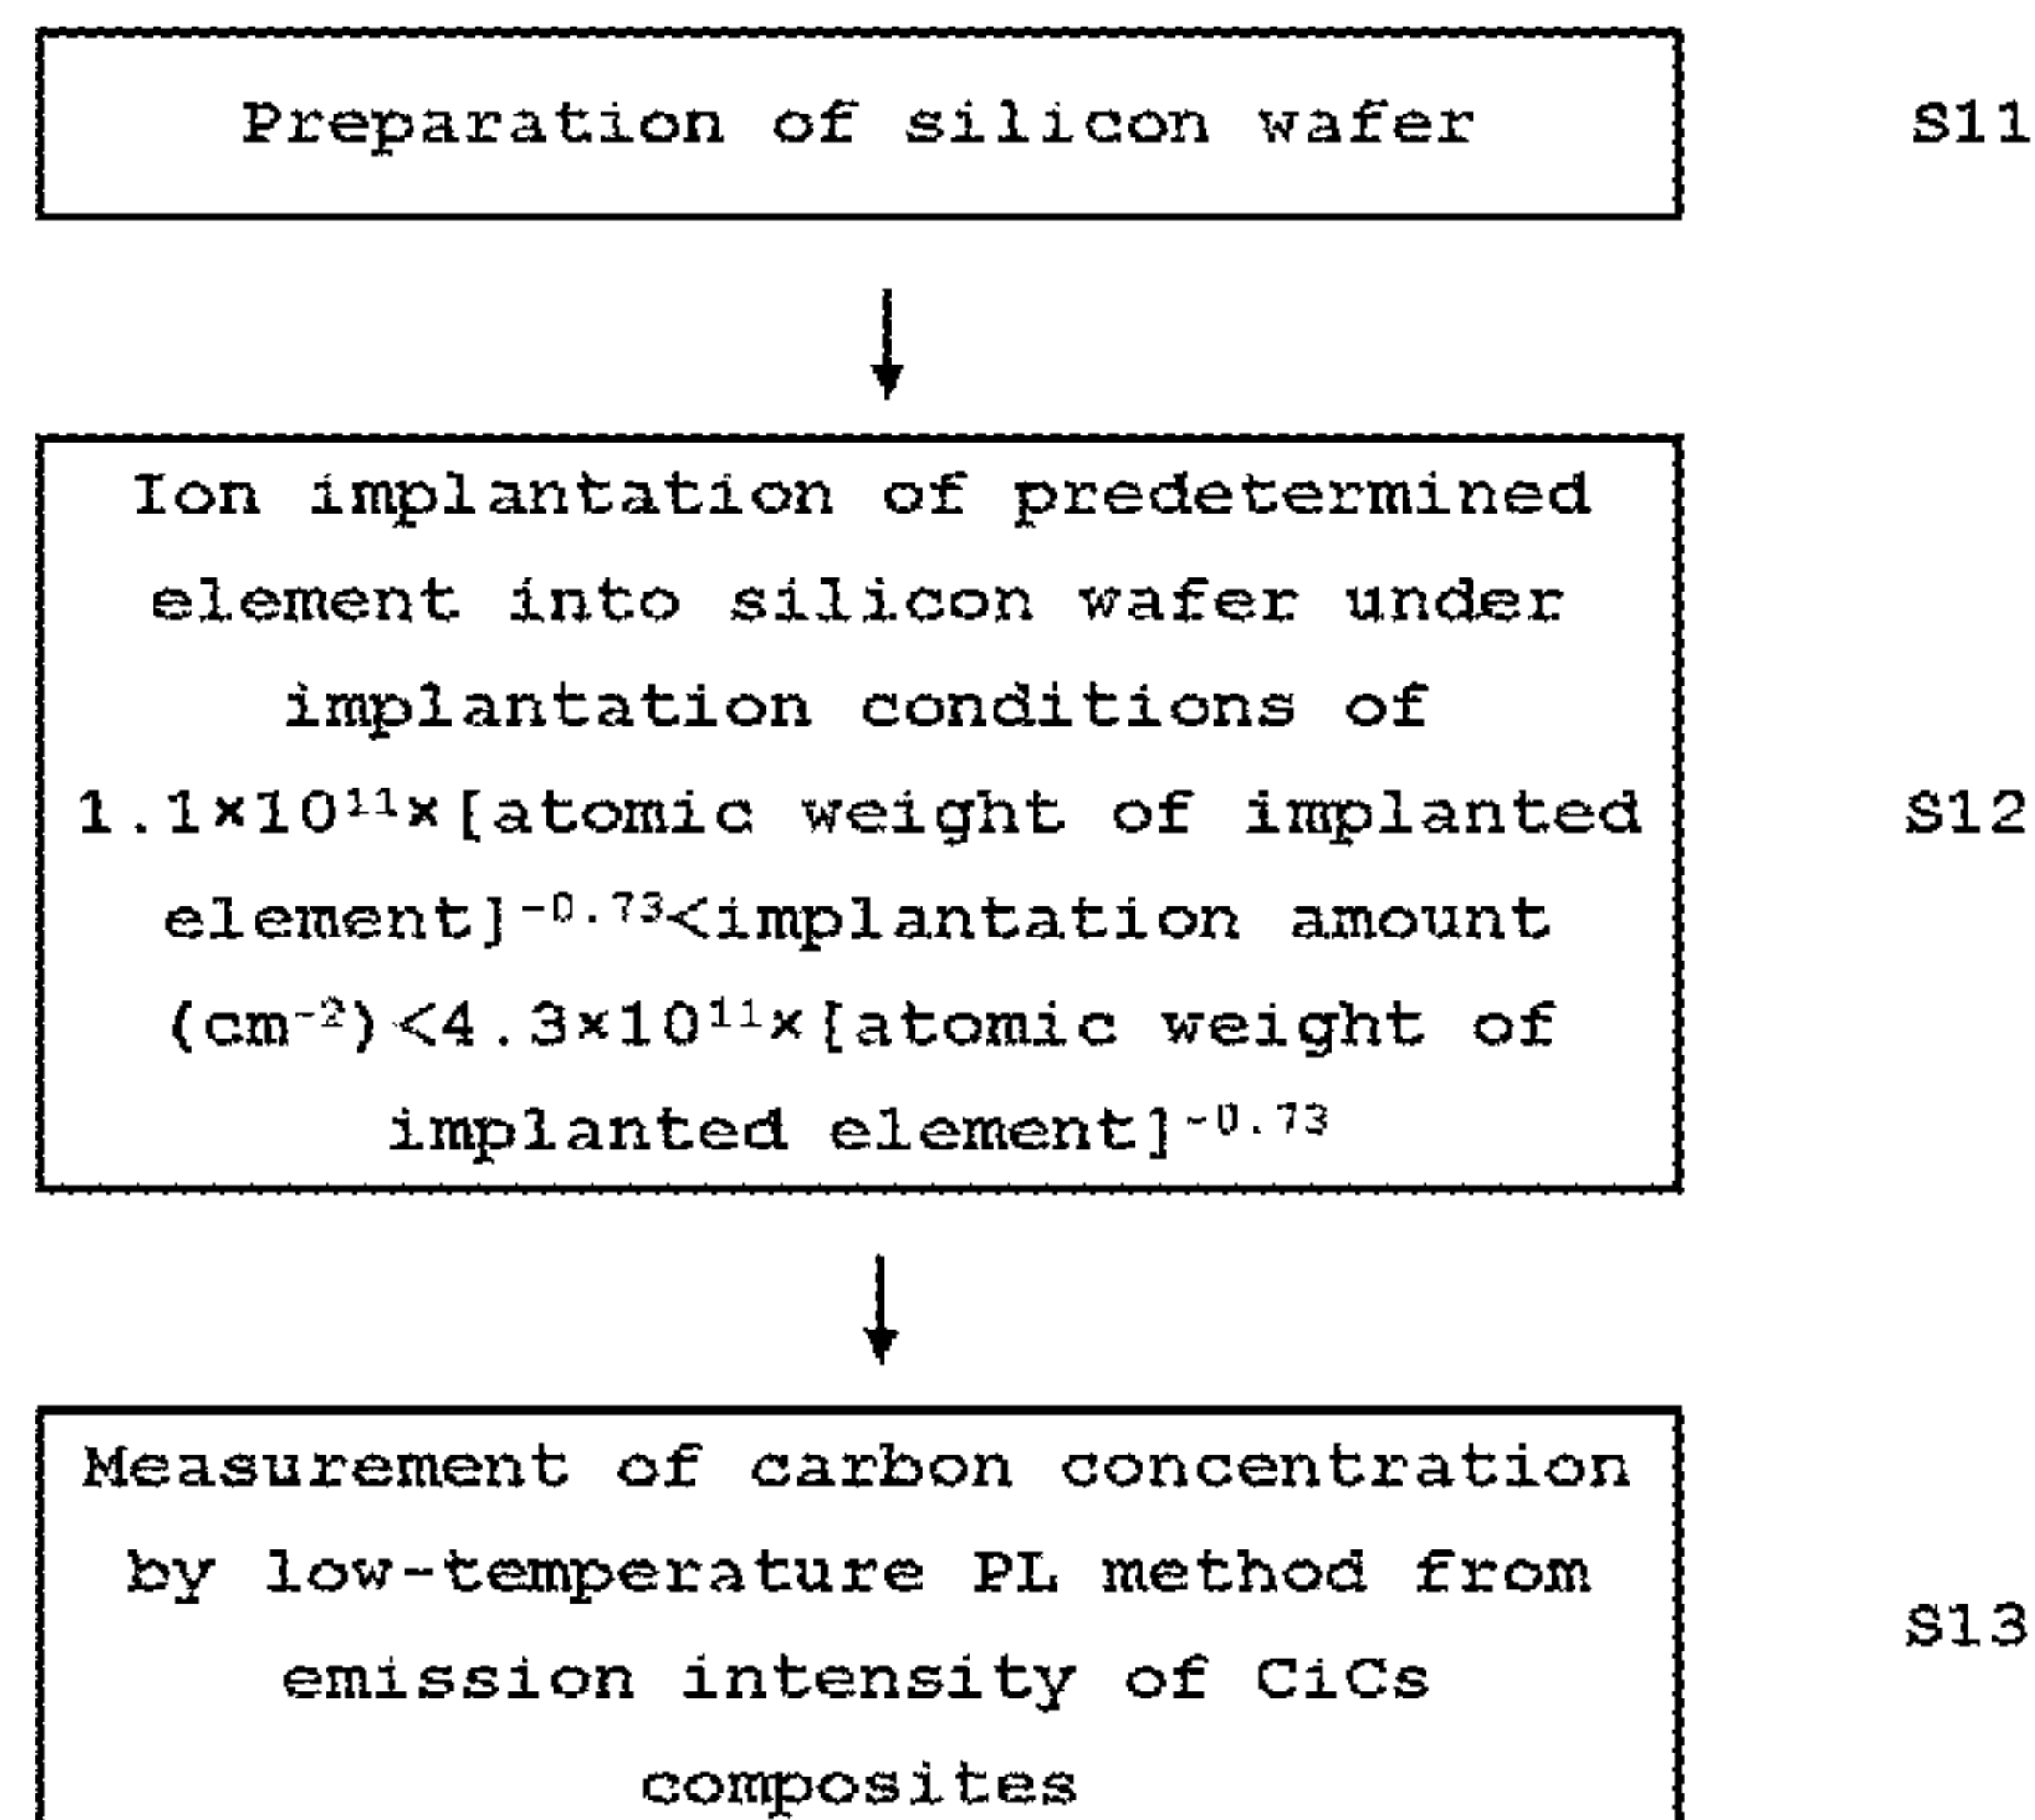 Preparation of silicon wafer
S11
Ion implantation of predetermined
element into silicon wafer under
implantation conditions of
1.1×10¹¹×[atomic weight of implanted
S12
element]⁻⁰·⁷³<implantation amount
(cm⁻²)<4.3×10¹¹×[atomic weight of
implanted element]⁻⁰·⁷³
Measurement of carbon concentration
by low-temperature PL method from
S13
emission intensity of CiCs
composites